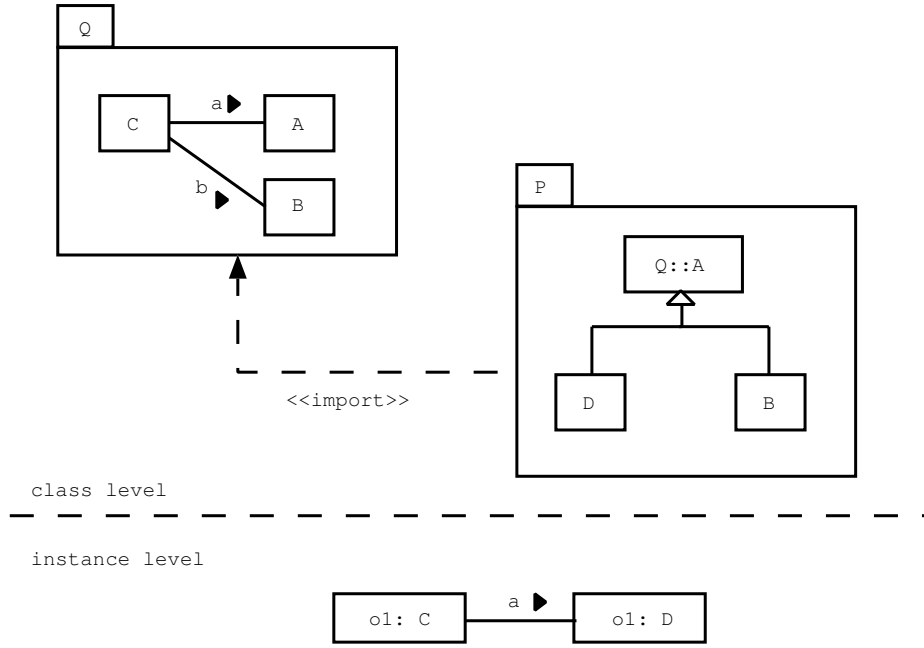 Q
a
C
A
b
B
P
Q::A
<<import>>
D
B
class level
instance level
a
o1: C
o1: D